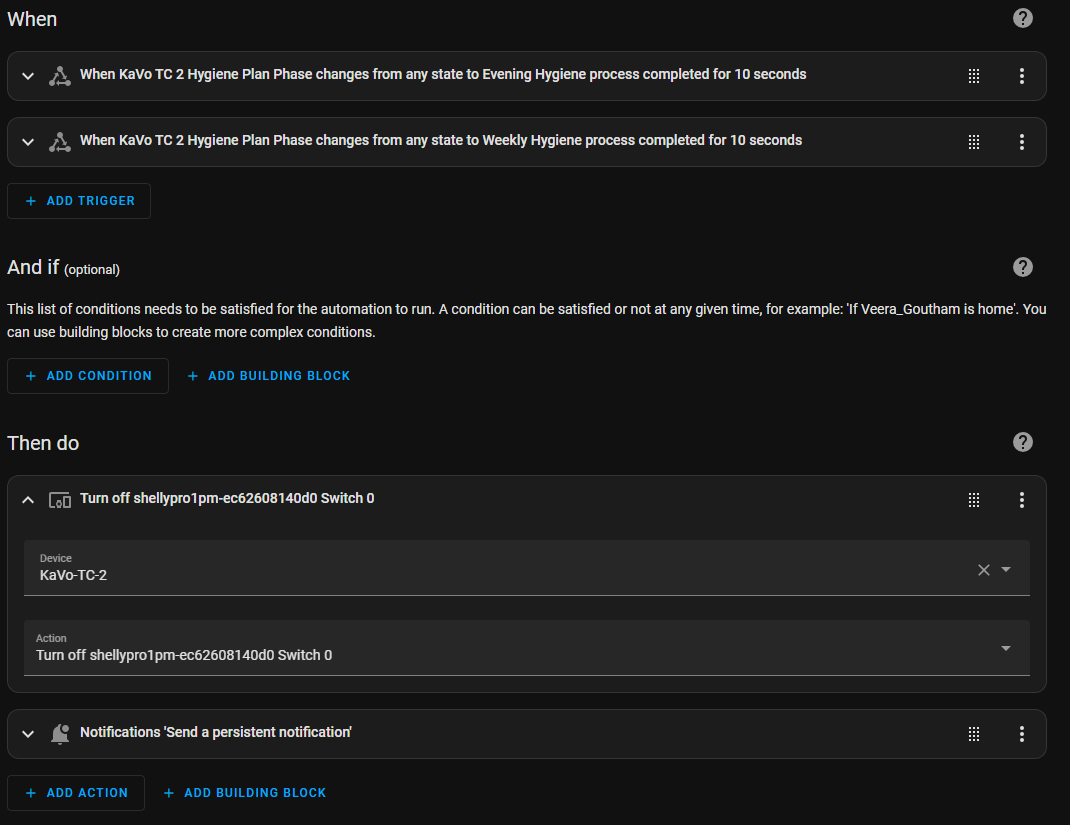 When
When KaVo TC 2 Hygiene Plan Phase changes from any state to Evening Hygiene process completed for 10 seconds
When KaVo TC 2 Hygiene Plan Phase changes from any state to Weekly Hygiene process completed for 10 seconds
+ ADD TRIGGER
And if (optional)
This list of conditions needs to be satisfied for the automation to run. A condition can be satisfied or not at any given time, for example: 'If Veera_Goutham is home'. You
can use building blocks to create more complex conditions.
+ ADD CONDITION + ADD BUILDING BLOCK
Then do
Turn off shellypro1pm-ec62608140d0 Switch 0
Device
KaVo-TC-2
Action
Turn off shellypro1pm-ec62608140d0 Switch 0
Notifications 'Send a persistent notification'
+ ADD ACTION + ADD BUILDING BLOCK